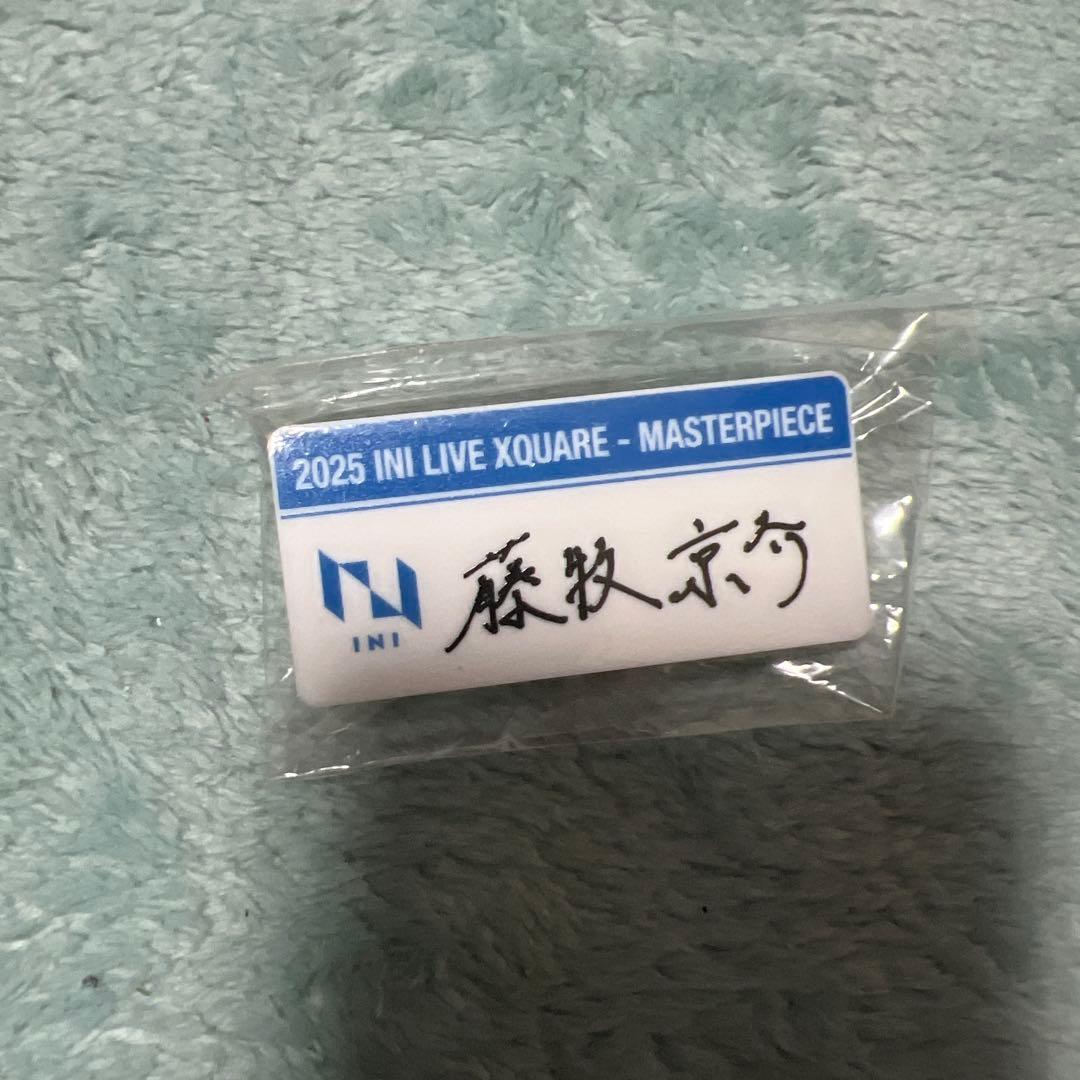 2025 INI LIVE XQUARE - MASTERPIECE
INI
藤牧京介